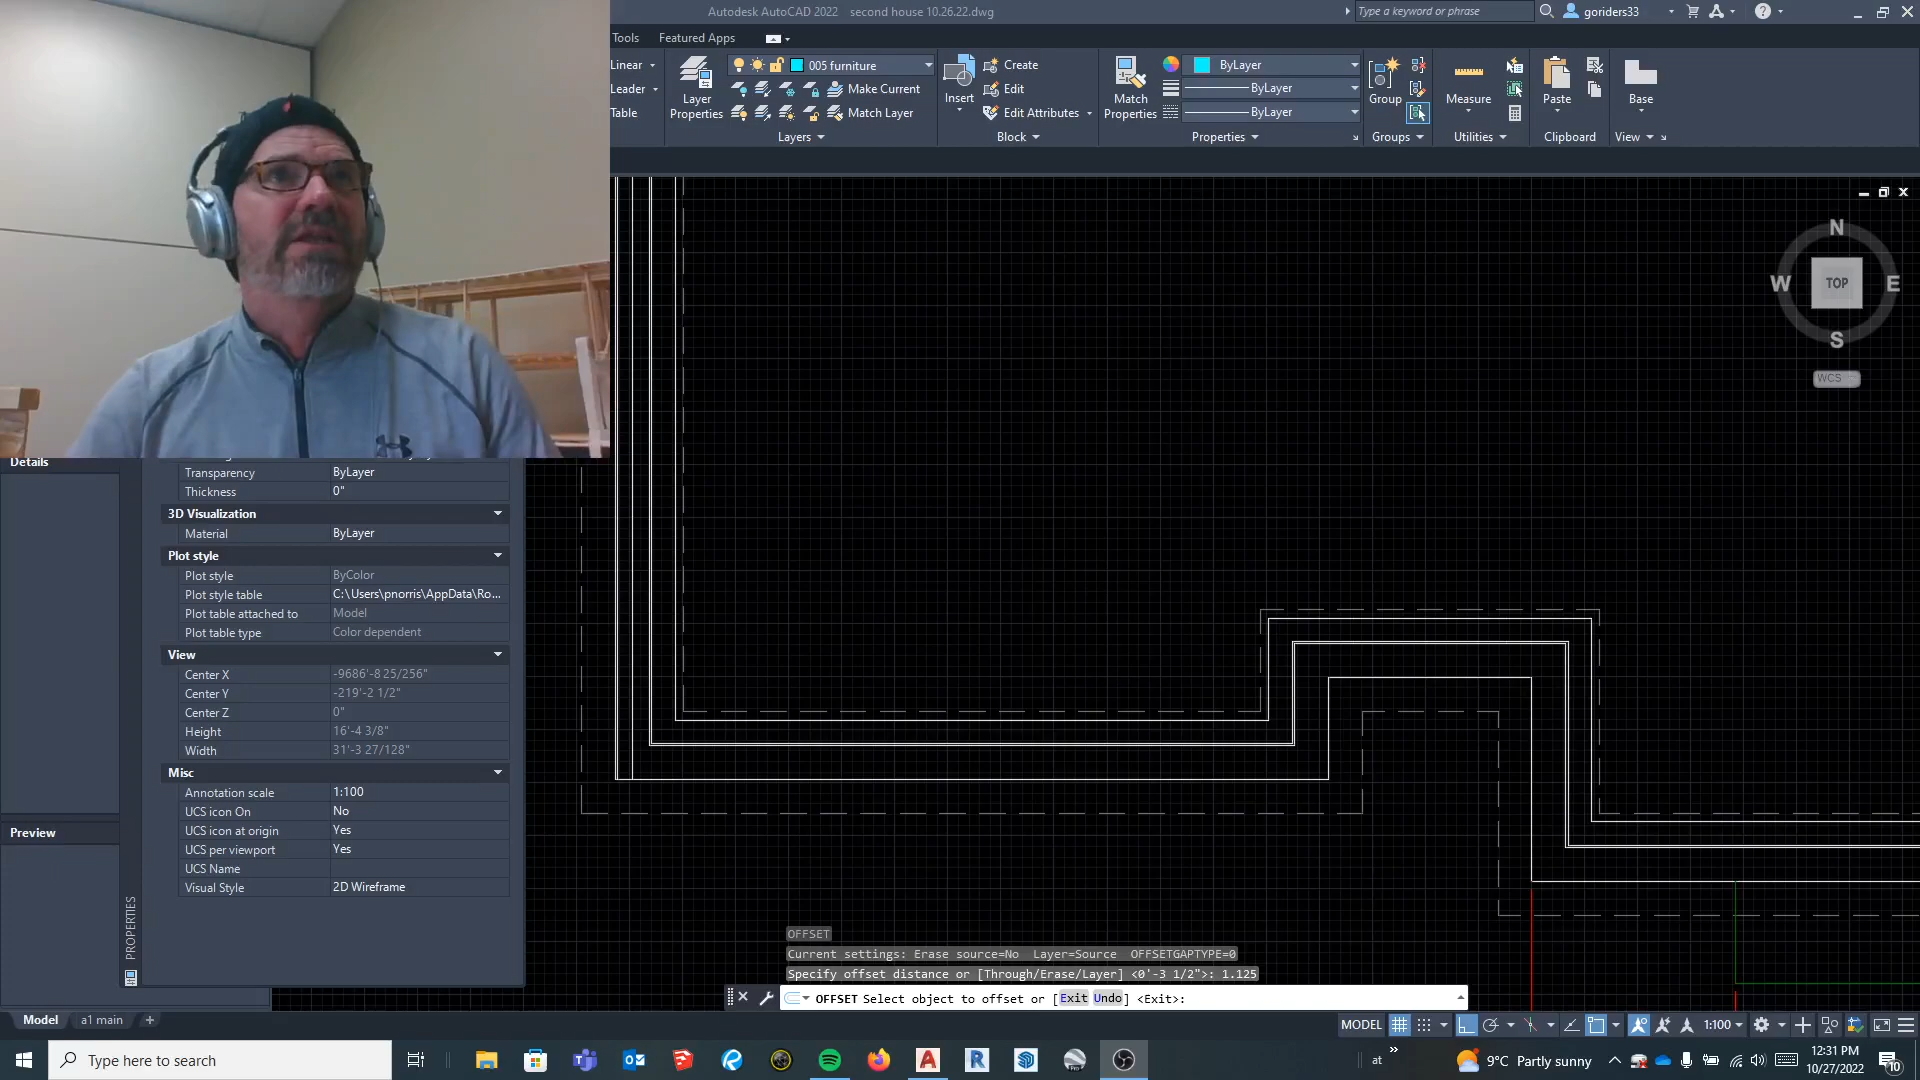 Autodesk AutoCAD 2022 second house 10.26.22.dwg
Type a keyword or phrase
goriders33
Tools
Featured Apps
Linear
Leader
Table
Layer
Properties
005 furniture
Make Current
Match Layer
Layers
Insert
Create
Edit
Edit Attributes
Block
Match
Properties
ByLayer
ByLayer
ByLayer
Properties
Group
Groups
Measure
Utilities
Paste
Clipboard
Base
View
N
W TOP E
S
WCS
Details
Transparency ByLayer
Thickness 0"
3D Visualization
Material ByLayer
Plot style
Plot style ByColor
Plot style table C:\Users\pnorris\AppData\Ro...
Plot table attached to Model
Plot table type Color dependent
View
Center X -9686'-8 25/256"
Center Y -219'-2 1/2"
Center Z 0"
Height 16'-4 3/8"
Width 31'-3 27/128"
Misc
Annotation scale 1:100
UCS icon On No
UCS icon at origin Yes
UCS per viewport Yes
UCS Name
Visual Style 2D Wireframe
Preview
PROPERTIES
OFFSET
Current settings: Erase source=No Layer=Source OFFSETGAPTYPE=0
Specify offset distance or [Through/Erase/Layer] <0'-3 1/2">: 1.125
OFFSET Select object to offset or [Exit Undo] <Exit>:
Model a1 main +
MODEL
1:100
Type here to search
at
9°C Partly sunny
12:31 PM
10/27/2022
10